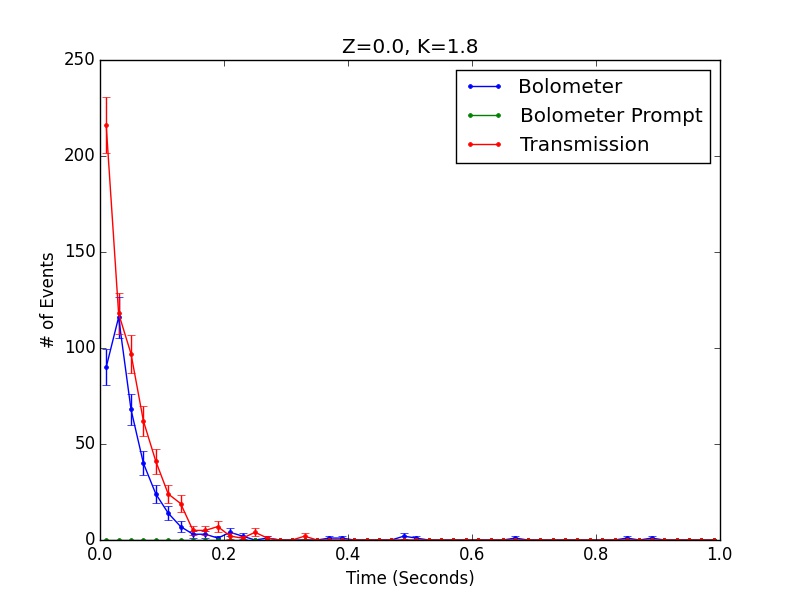 Z=0.0, K=1.8
250
200
150
100
50
0
# of Events
Bolometer
Bolometer Prompt
Transmission
0.0 0.2 0.4 0.6 0.8 1.0
Time (Seconds)